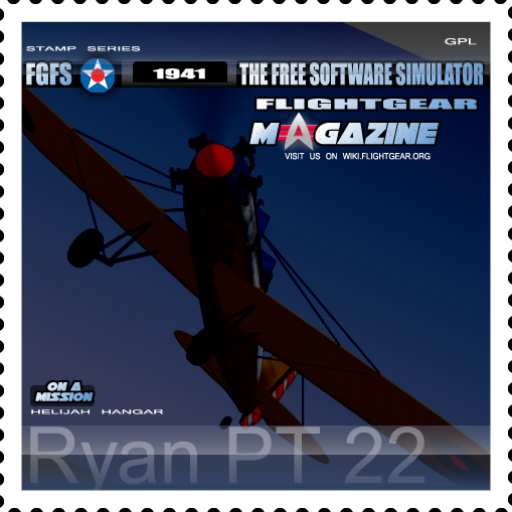 STAMP SERIES
GPL
FGFS 1941 THE FREE SOFTWARE SIMULATOR
FLIGHTGEAR
MAGAZINE
VISIT US ON WIKI.FLIGHTGEAR.ORG
ON A
MISSION
HELIJAH HANGAR
Ryan PT 22